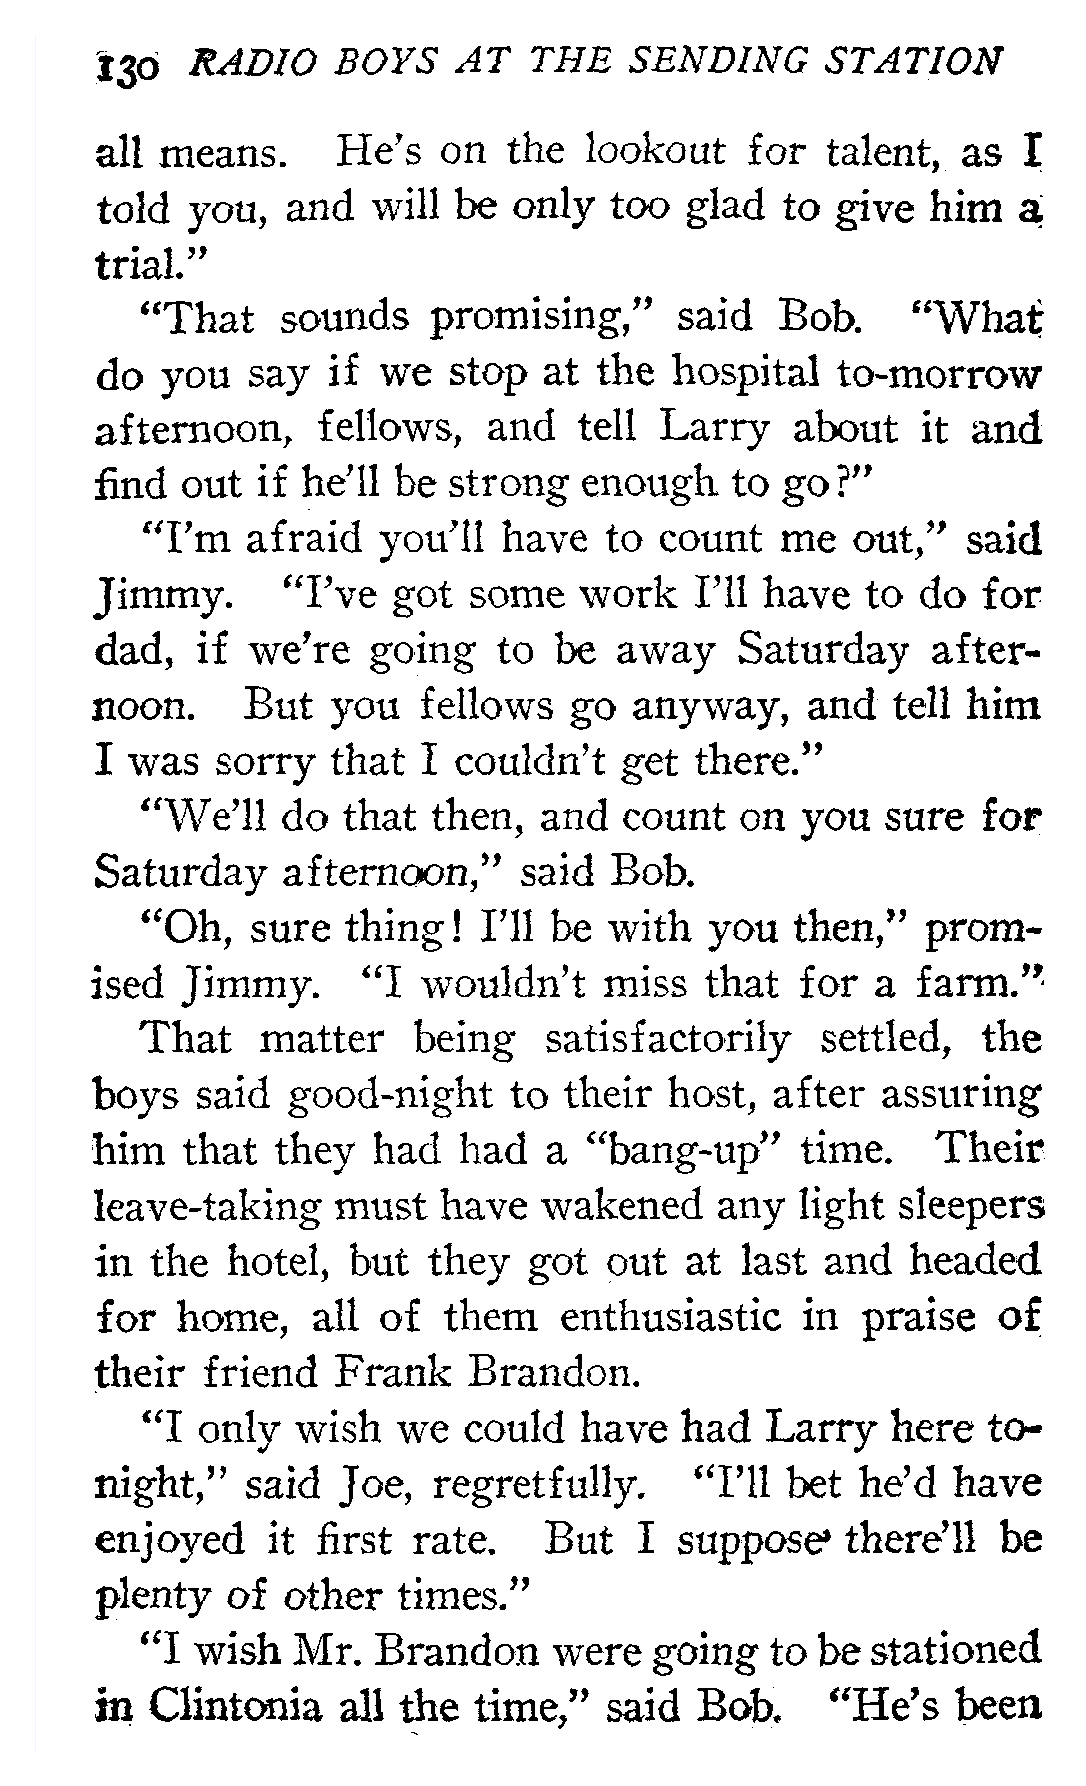 130 RADIO BOYS AT THE SENDING STATION
all means. He's on the lookout for talent, as I
told you, and will be only too glad to give him a
trial."
"That sounds promising," said Bob. "What
do you say if we stop at the hospital to-morrow
afternoon, fellows, and tell Larry about it and
find out if he'll be strong enough to go?"
"I'm afraid you'll have to count me out," said
Jimmy. "I've got some work I'll have to do for
dad, if we're going to be away Saturday after-
noon. But you fellows go anyway, and tell him
I was sorry that I couldn't get there."
"We'll do that then, and count on you sure for
Saturday afternoon," said Bob.
"Oh, sure thing! I'll be with you then," prom-
ised Jimmy. "I wouldn't miss that for a farm."
That matter being satisfactorily settled, the
boys said good-night to their host, after assuring
him that they had had a "bang-up" time. Their
leave-taking must have wakened any light sleepers
in the hotel, but they got out at last and headed
for home, all of them enthusiastic in praise of
their friend Frank Brandon.
"I only wish we could have had Larry here to-
night," said Joe, regretfully. "I'll bet he'd have
enjoyed it first rate. But I suppose there'll be
plenty of other times."
"I wish Mr. Brandon were going to be stationed
in Clintonia all the time," said Bob. "He's been